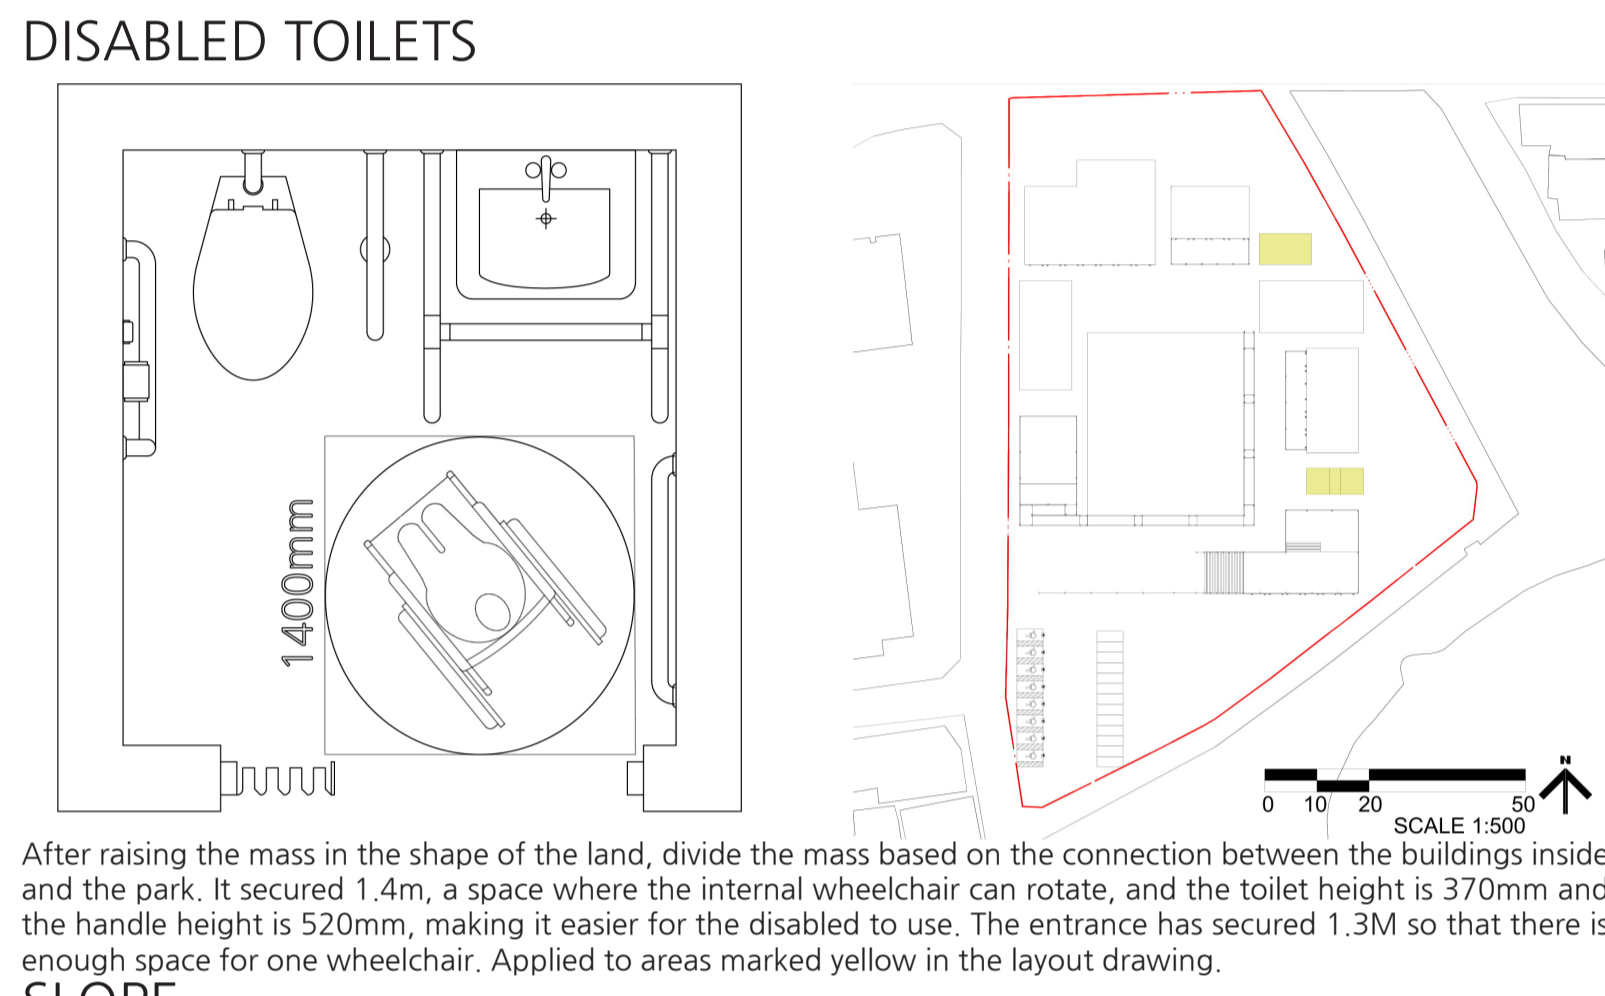 DISABLED TOILETS
1400mm
N
0 10 20 50
SCALE 1:500
After raising the mass in the shape of the land, divide the mass based on the connection between the buildings inside
and the park. It secured 1.4m, a space where the internal wheelchair can rotate, and the toilet height is 370mm and
the handle height is 520mm, making it easier for the disabled to use. The entrance has secured 1.3M so that there is
enough space for one wheelchair. Applied to areas marked yellow in the layout drawing.
SLOPE